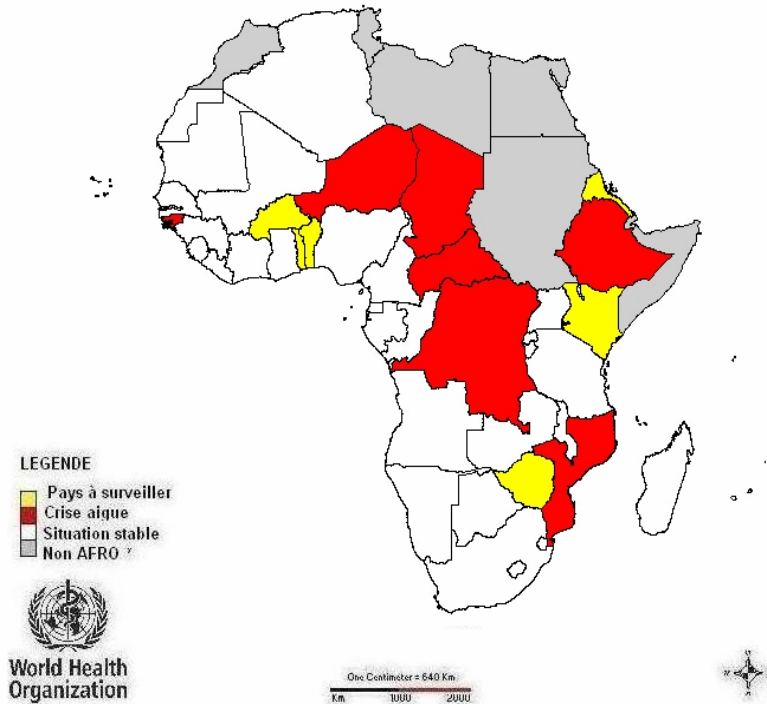 LEGENDE
Pays à surveiller
Crise aigue
Situation stable
Non AFRO
World Health
Organization
One Centimeter = 640 Km
Km 1000 2000